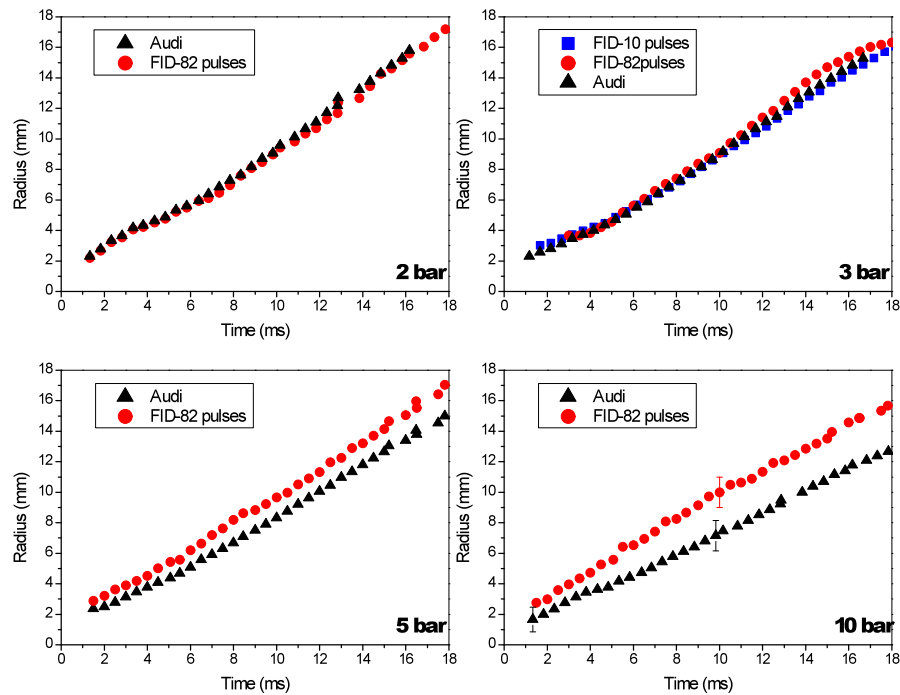 18
16
14
12
10
8
6
4
2
0
Radius (mm)
Audi
FID-82 pulses
2 bar
0 2 4 6 8 10 12 14 16 18
Time (ms)
18
16
14
12
10
8
6
4
2
0
Radius (mm)
FID-10 pulses
FID-82pulses
Audi
3 bar
0 2 4 6 8 10 12 14 16 18
Time (ms)
18
16
14
12
10
8
6
4
2
0
Radius (mm)
Audi
FID-82 pulses
5 bar
0 2 4 6 8 10 12 14 16 18
Time (ms)
18
16
14
12
10
8
6
4
2
0
Radius (mm)
Audi
FID-82 pulses
10 bar
0 2 4 6 8 10 12 14 16 18
Time (ms)